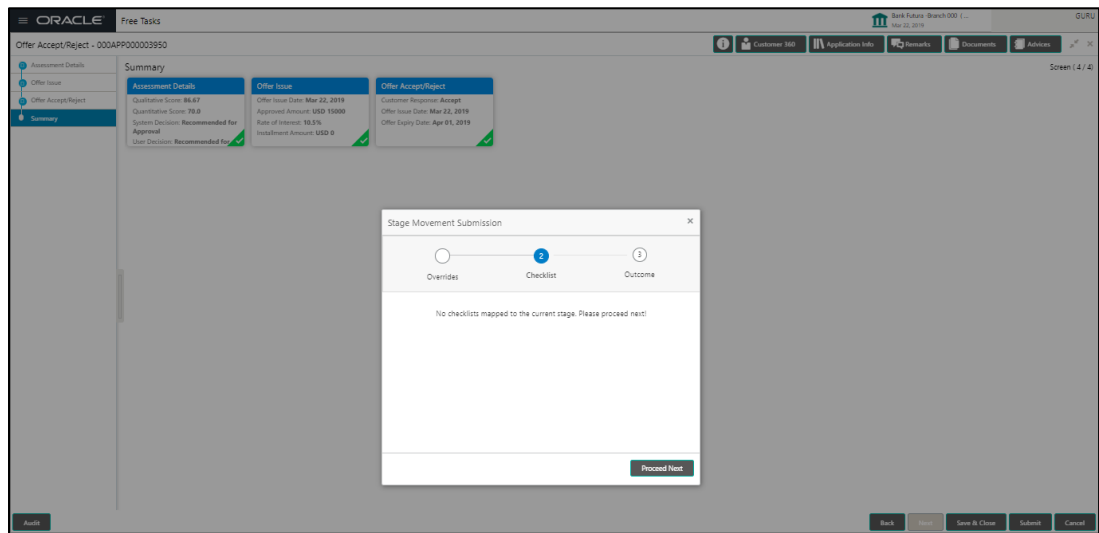 ORACLE
Free Tasks
Bank Futura -Branch 000 (...
Mar 22, 2019
GURU
Offer Accept/Reject - 000APP000003950
Customer 360
Application Info
Remarks
Documents
Advices
Assessment Details
Offer Issue
Offer Accept/Reject
Summary
Summary
Screen ( 4 / 4)
Assessment Details
Qualitative Score: 86.67
Quantitative Score: 70.0
System Decision: Recommended for
Approval
User Decision: Recommended for
Offer Issue
Offer Issue Date: Mar 22, 2019
Approved Amount: USD 15000
Rate of Interest: 10.5%
Installment Amount: USD 0
Offer Accept/Reject
Customer Response: Accept
Offer Issue Date: Mar 22, 2019
Offer Expiry Date: Apr 01, 2019
Stage Movement Submission
2
3
Overrides
Checklist
Outcome
No checklists mapped to the current stage. Please proceed next!
Proceed Next
Audit
Back
Next
Save & Close
Submit
Cancel